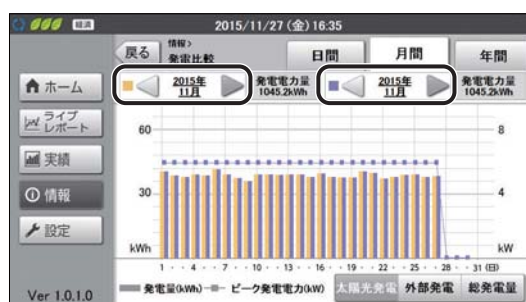 経済 2015/11/27 (金) 16:35
戻る 情報> 発電比較 日間 月間 年間
2015年 11月 発電電力量 1045.2kWh 2015年 11月 発電電力量 1045.2kWh
ホーム
ライブ レポート
実績
情報
設定
60 8
30 4
kWh kW
1 ・ ・ 4 ・ ・ 7 ・ ・ 10 ・ ・ 13 ・ ・ 16 ・ ・ 19 ・ ・ 22 ・ ・ 25 ・ ・ 28 ・ ・ 31 (日)
発電量(kWh) ピーク発電電力(kW) 太陽光発電 外部発電 総発電量
Ver 1.0.1.0